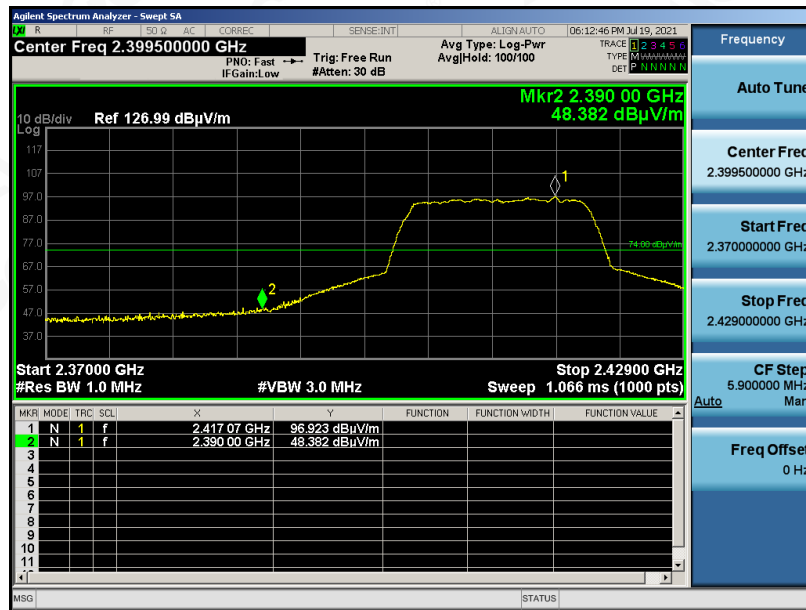 Agilent Spectrum Analyzer - Swept SA
LXI R RF 50 Ω AC CORREC SENSE:INT ALIGN AUTO 06:12:46 PM Jul 19, 2021
Center Freq 2.399500000 GHz
PNO: Fast
IFGain:Low
Trig: Free Run
#Atten: 30 dB
Avg Type: Log-Pwr
Avg|Hold: 100/100
TRACE 1 2 3 4 5 6
TYPE M
DET P N N N N N
Frequency
Mkr2 2.390 00 GHz
48.382 dBµV/m
10 dB/div Ref 126.99 dBµV/m
Log
117
107
97.0
87.0
77.0
67.0
57.0
47.0
37.0
1
2
74.00 dBµV/m
Start 2.37000 GHz Stop 2.42900 GHz
#Res BW 1.0 MHz #VBW 3.0 MHz Sweep 1.066 ms (1000 pts)
MKR MODE TRC SCL X Y FUNCTION FUNCTION WIDTH FUNCTION VALUE
1 N 1 f 2.417 07 GHz 96.923 dBµV/m
2 N 1 f 2.390 00 GHz 48.382 dBµV/m
3
4
5
6
7
8
9
10
11
Auto Tune
Center Freq
2.399500000 GHz
Start Freq
2.370000000 GHz
Stop Freq
2.429000000 GHz
CF Step
5.900000 MHz
Auto Man
Freq Offset
0 Hz
MSG STATUS